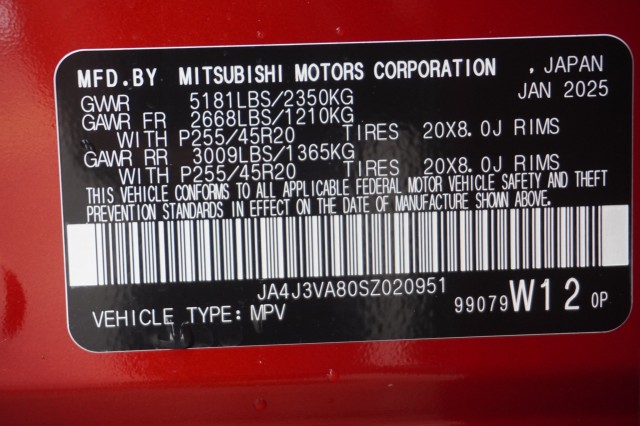 MFD.BY MITSUBISHI MOTORS CORPORATION , JAPAN
GVWR 5181LBS/2350KG JAN 2025
GAWR FR 2668LBS/1210KG
WITH P255/45R20 TIRES 20X8.0J RIMS
GAWR RR 3009LBS/1365KG
WITH P255/45R20 TIRES 20X8.0J RIMS
THIS VEHICLE CONFORMS TO ALL APPLICABLE FEDERAL MOTOR VEHICLE SAFETY AND THEFT
PREVENTION STANDARDS IN EFFECT ON THE DATE OF MANUFACTURE SHOWN ABOVE.
JA4J3VA80SZ020951
VEHICLE TYPE: MPV 99079 W12 0P